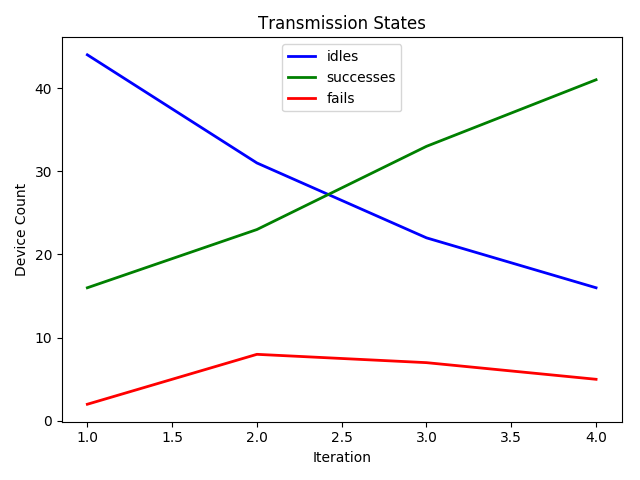 Transmission States
idles
successes
fails
Device Count
40
30
20
10
0
1.0 1.5 2.0 2.5 3.0 3.5 4.0
Iteration